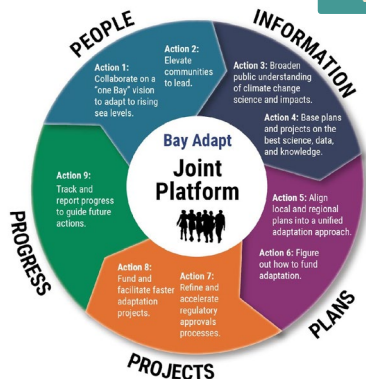 PEOPLE
Action 1:
Collaborate on a
"one Bay" vision
to adapt to rising
sea levels.
Action 2:
Elevate
communities
to lead.
INFORMATION
Action 3: Broaden
public understanding
of climate change
science and impacts.
Action 4: Base plans
and projects on the
best science, data,
and knowledge.
Bay Adapt
Joint
Platform
Action 5: Align
local and regional
plans into a unified
adaptation approach.
Action 6: Figure
out how to fund
adaptation.
PLANS
Action 7:
Refine and
accelerate
regulatory
approvals
processes.
Action 8:
Fund and
facilitate faster
adaptation
projects.
PROJECTS
Action 9:
Track and
report progress
to guide future
actions.
PROGRESS